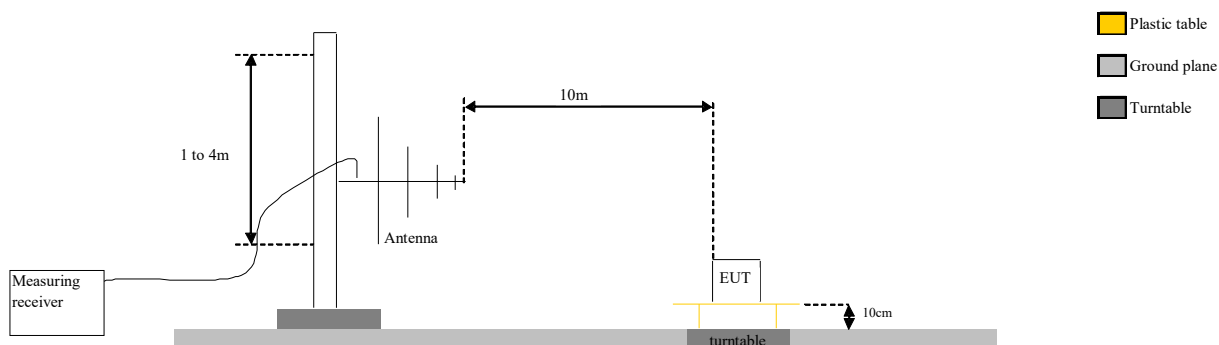 Plastic table
10m
Ground plane
Turntable
1 to 4m
Antenna
Measuring
receiver
EUT
10cm
turntable